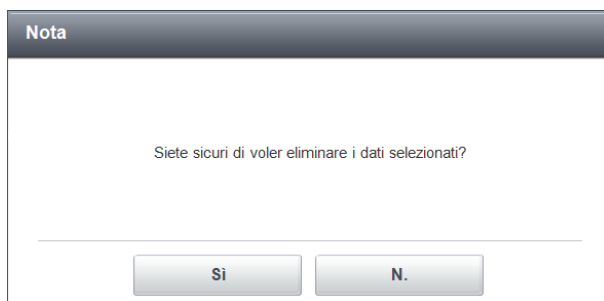 Nota
Siete sicuri di voler eliminare i dati selezionati?
Sì
N.